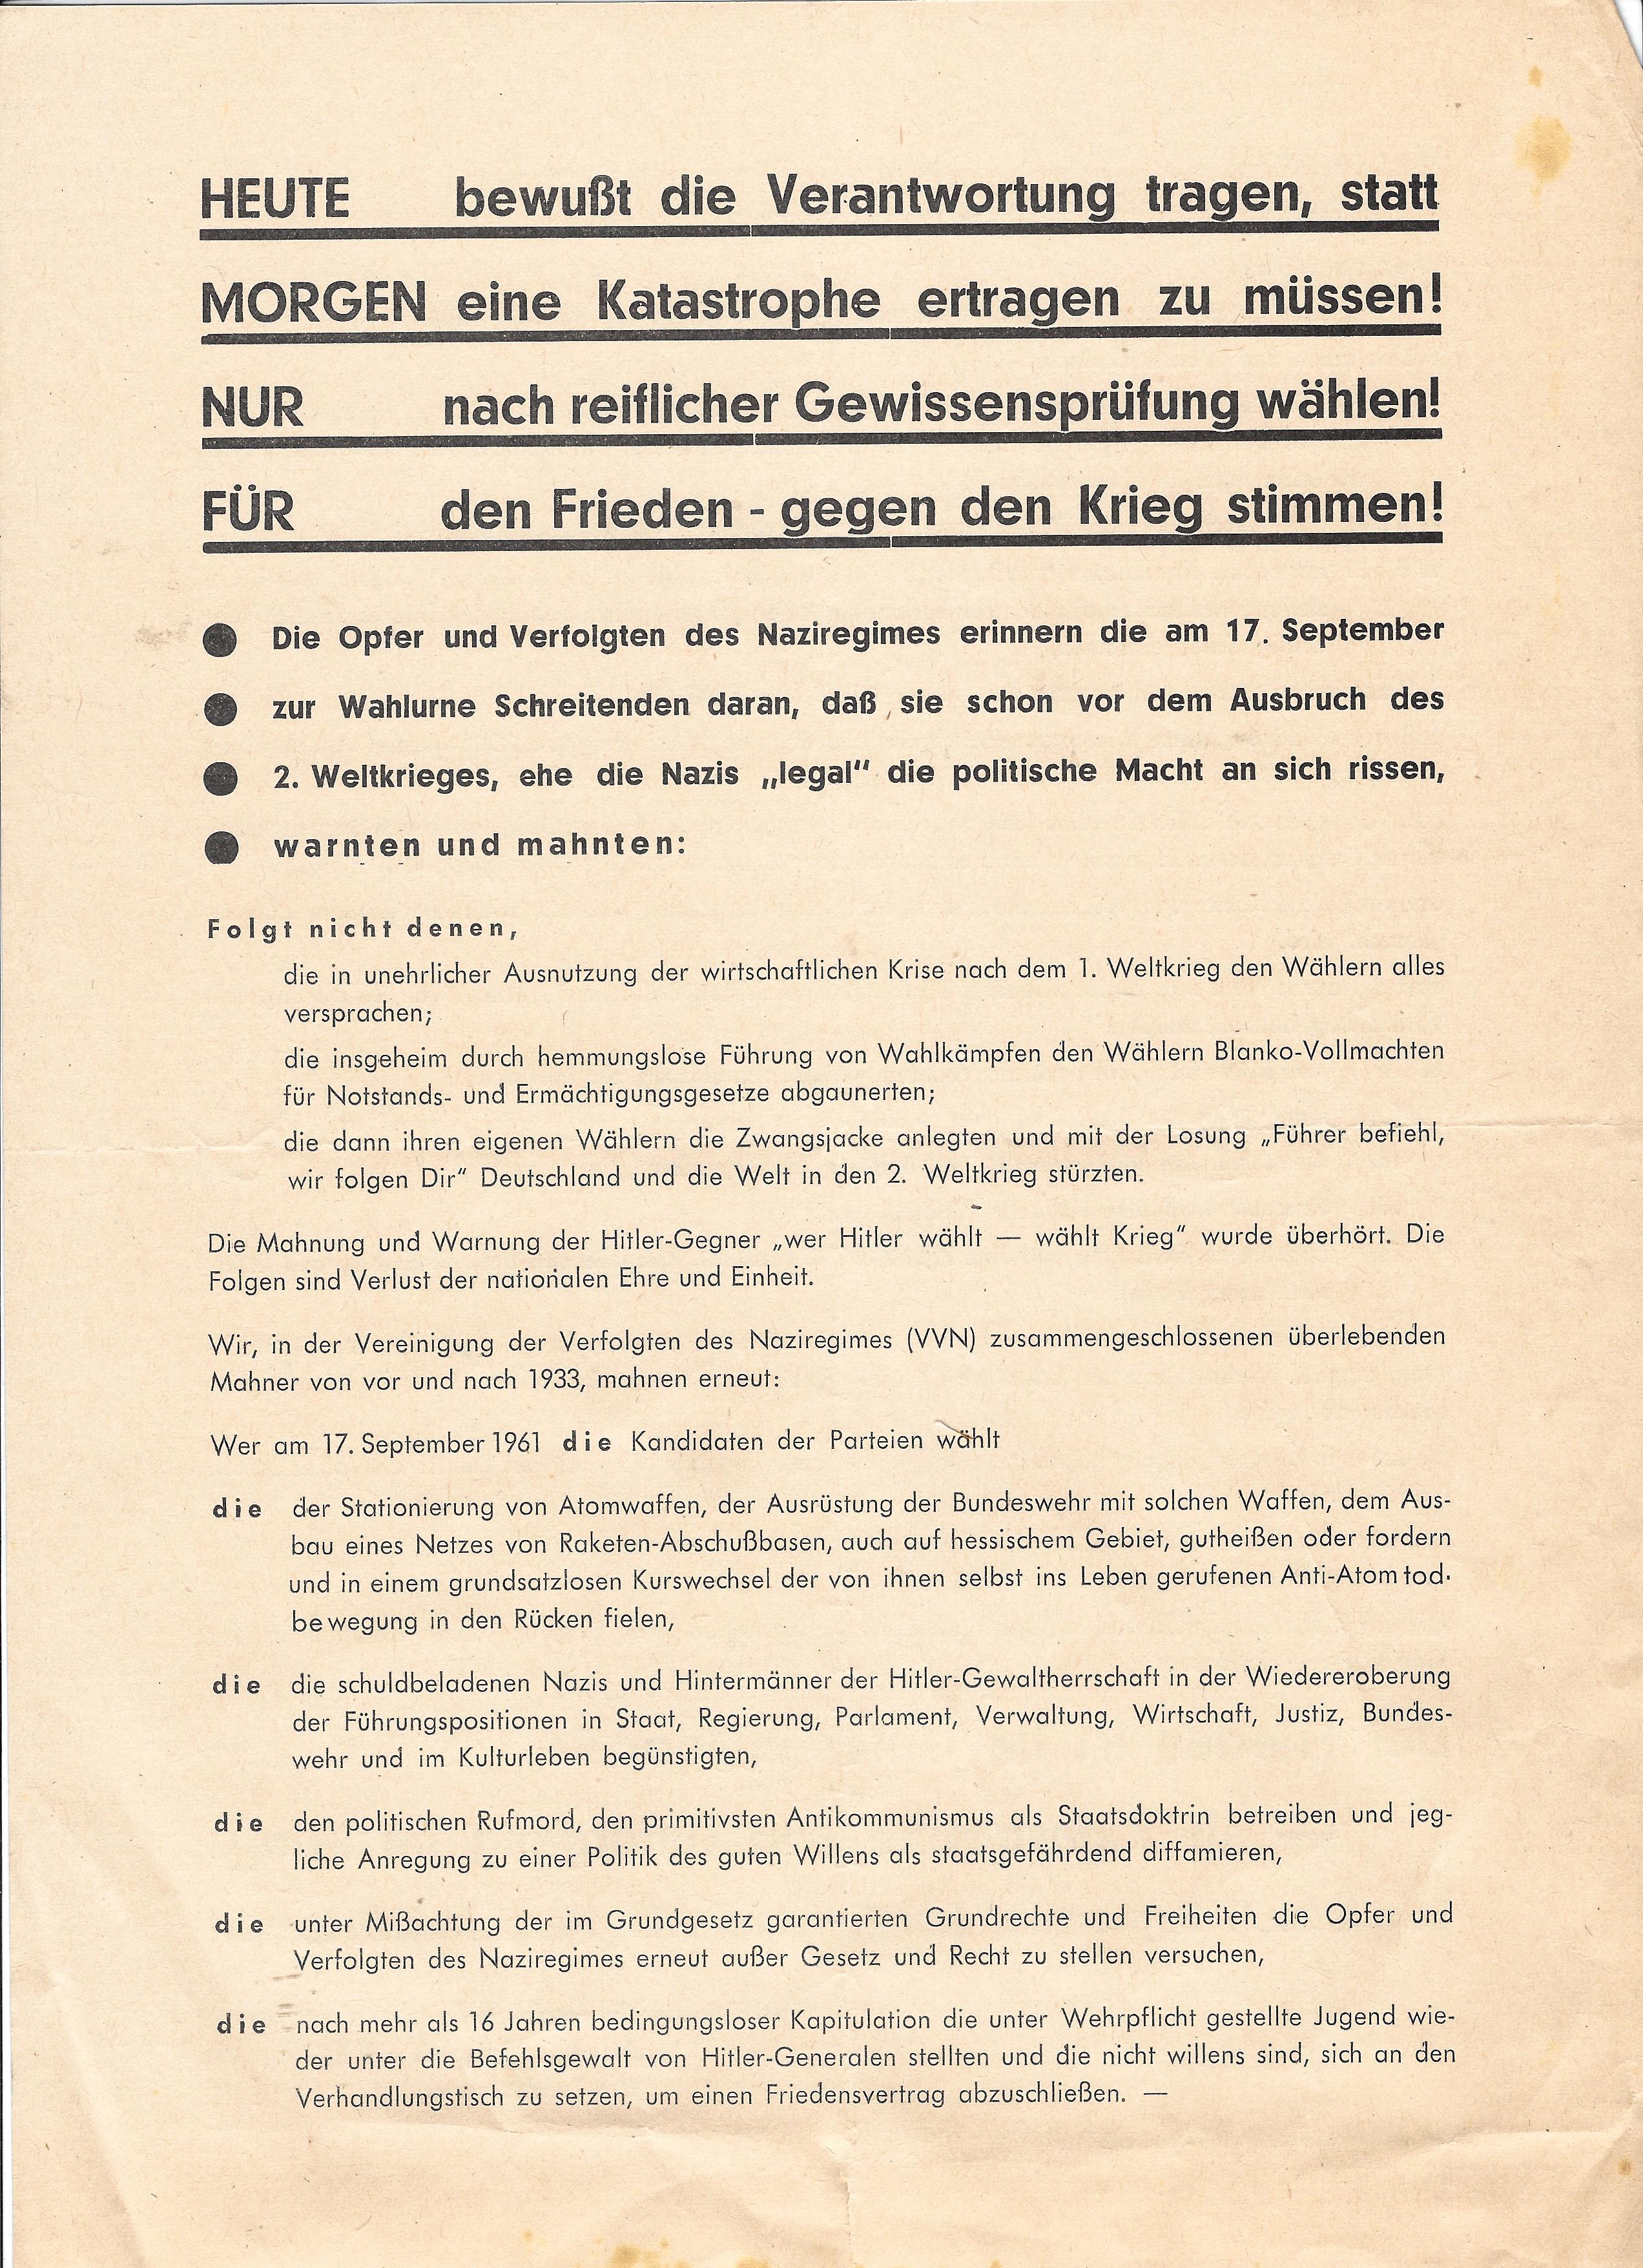 HEUTE bewußt die Verantwortung tragen, statt
MORGEN eine Katastrophe ertragen zu müssen!
NUR nach reiflicher Gewissensprüfung wählen!
FÜR den Frieden - gegen den Krieg stimmen!
● Die Opfer und Verfolgten des Naziregimes erinnern die am 17. September
● zur Wahlurne Schreitenden daran, daß sie schon vor dem Ausbruch des
● 2. Weltkrieges, ehe die Nazis „legal“ die politische Macht an sich rissen,
● warnten und mahnten:
Folgt nicht denen,
die in unehrlicher Ausnutzung der wirtschaftlichen Krise nach dem 1. Weltkrieg den Wählern alles
versprachen;
die insgeheim durch hemmungslose Führung von Wahlkämpfen den Wählern Blanko-Vollmachten
für Notstands- und Ermächtigungsgesetze abgaunerten;
die dann ihren eigenen Wählern die Zwangsjacke anlegten und mit der Losung „Führer befiehl,
wir folgen Dir“ Deutschland und die Welt in den 2. Weltkrieg stürzten.
Die Mahnung und Warnung der Hitler-Gegner „wer Hitler wählt — wählt Krieg“ wurde überhört. Die
Folgen sind Verlust der nationalen Ehre und Einheit.
Wir, in der Vereinigung der Verfolgten des Naziregimes (VVN) zusammengeschlossenen überlebenden
Mahner von vor und nach 1933, mahnen erneut:
Wer am 17. September 1961 die Kandidaten der Parteien wählt
die der Stationierung von Atomwaffen, der Ausrüstung der Bundeswehr mit solchen Waffen, dem Aus-
bau eines Netzes von Raketen-Abschußbasen, auch auf hessischem Gebiet, gutheißen oder fordern
und in einem grundsatzlosen Kurswechsel der von ihnen selbst ins Leben gerufenen Anti-Atomtod-
bewegung in den Rücken fielen,
die die schuldbeladenen Nazis und Hintermänner der Hitler-Gewaltherrschaft in der Wiedereroberung
der Führungspositionen in Staat, Regierung, Parlament, Verwaltung, Wirtschaft, Justiz, Bundes-
wehr und im Kulturleben begünstigten,
die den politischen Rufmord, den primitivsten Antikommunismus als Staatsdoktrin betreiben und jeg-
liche Anregung zu einer Politik des guten Willens als staatsgefährdend diffamieren,
die unter Mißachtung der im Grundgesetz garantierten Grundrechte und Freiheiten die Opfer und
Verfolgten des Naziregimes erneut außer Gesetz und Recht zu stellen versuchen,
die nach mehr als 16 Jahren bedingungsloser Kapitulation die unter Wehrpflicht gestellte Jugend wie-
der unter die Befehlsgewalt von Hitler-Generalen stellten und die nicht willens sind, sich an den
Verhandlungstisch zu setzen, um einen Friedensvertrag abzuschließen. —